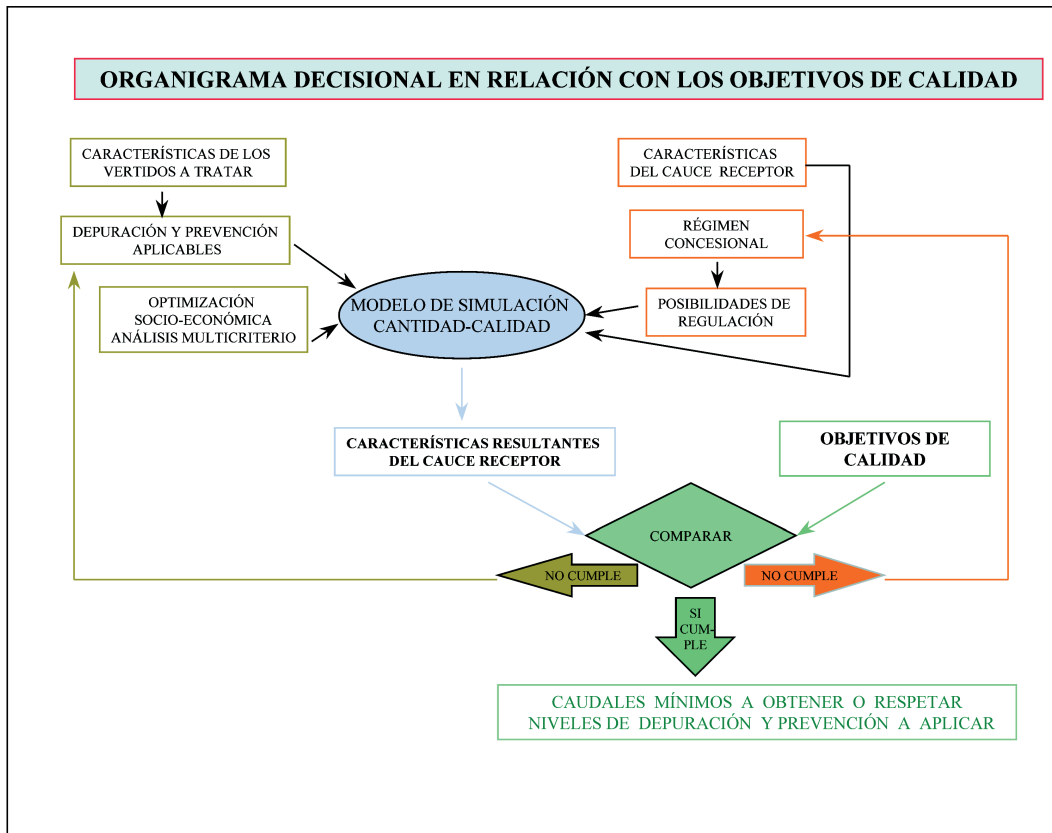 ORGANIGRAMA DECISIONAL EN RELACIÓN CON LOS OBJETIVOS DE CALIDAD
CARACTERÍSTICAS DE LOS
VERTIDOS A TRATAR
CARACTERÍSTICAS
DEL CAUCE RECEPTOR
DEPURACIÓN Y PREVENCIÓN
APLICABLES
RÉGIMEN
CONCESIONAL
OPTIMIZACIÓN
SOCIO-ECONÓMICA
ANÁLISIS MULTICRITERIO
MODELO DE SIMULACIÓN
CANTIDAD-CALIDAD
POSIBILIDADES DE
REGULACIÓN
CARACTERÍSTICAS RESULTANTES
DEL CAUCE RECEPTOR
OBJETIVOS DE
CALIDAD
COMPARAR
NO CUMPLE
NO CUMPLE
SI
CUM-
PLE
CAUDALES MÍNIMOS A OBTENER O RESPETAR
NIVELES DE DEPURACIÓN Y PREVENCIÓN A APLICAR